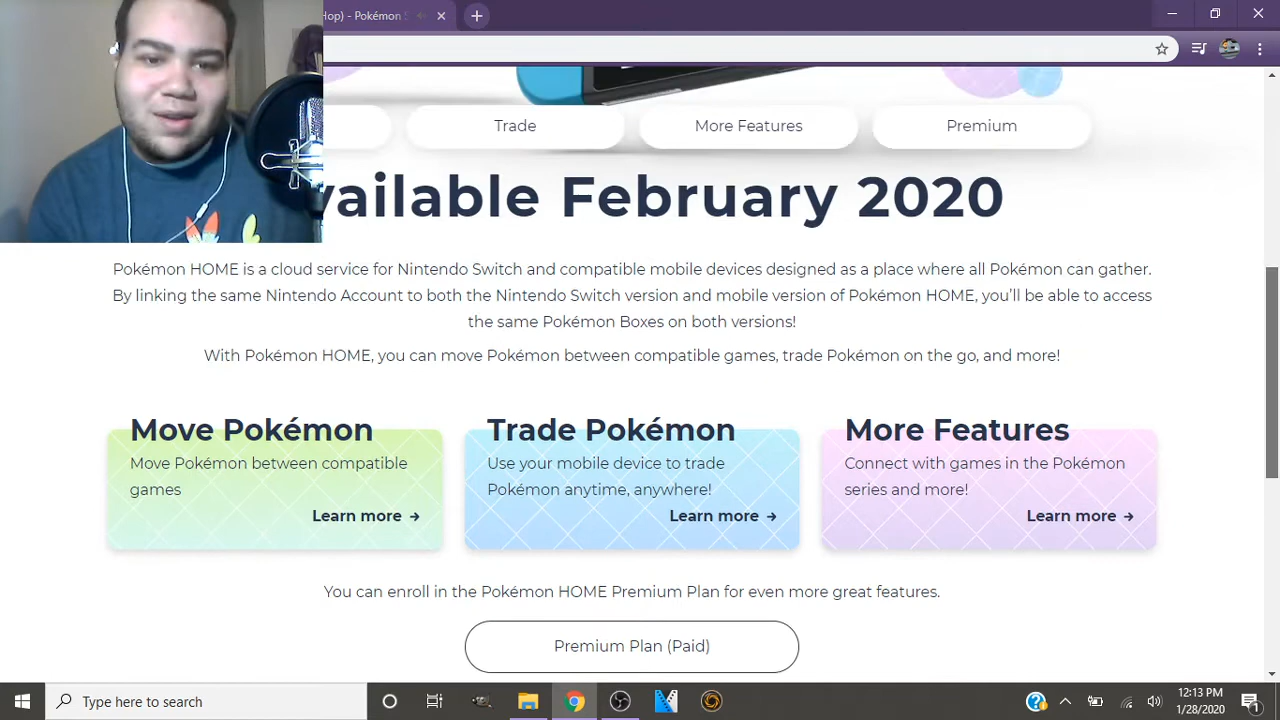 Hop) - Pokémon
Trade
More Features
Premium
vailable February 2020
Pokémon HOME is a cloud service for Nintendo Switch and compatible mobile devices designed as a place where all Pokémon can gather.
By linking the same Nintendo Account to both the Nintendo Switch version and mobile version of Pokémon HOME, you’ll be able to access
the same Pokémon Boxes on both versions!
With Pokémon HOME, you can move Pokémon between compatible games, trade Pokémon on the go, and more!
Move Pokémon
Move Pokémon between compatible
games
Learn more →
Trade Pokémon
Use your mobile device to trade
Pokémon anytime, anywhere!
Learn more →
More Features
Connect with games in the Pokémon
series and more!
Learn more →
You can enroll in the Pokémon HOME Premium Plan for even more great features.
Premium Plan (Paid)
Type here to search
12:13 PM
1/28/2020
1